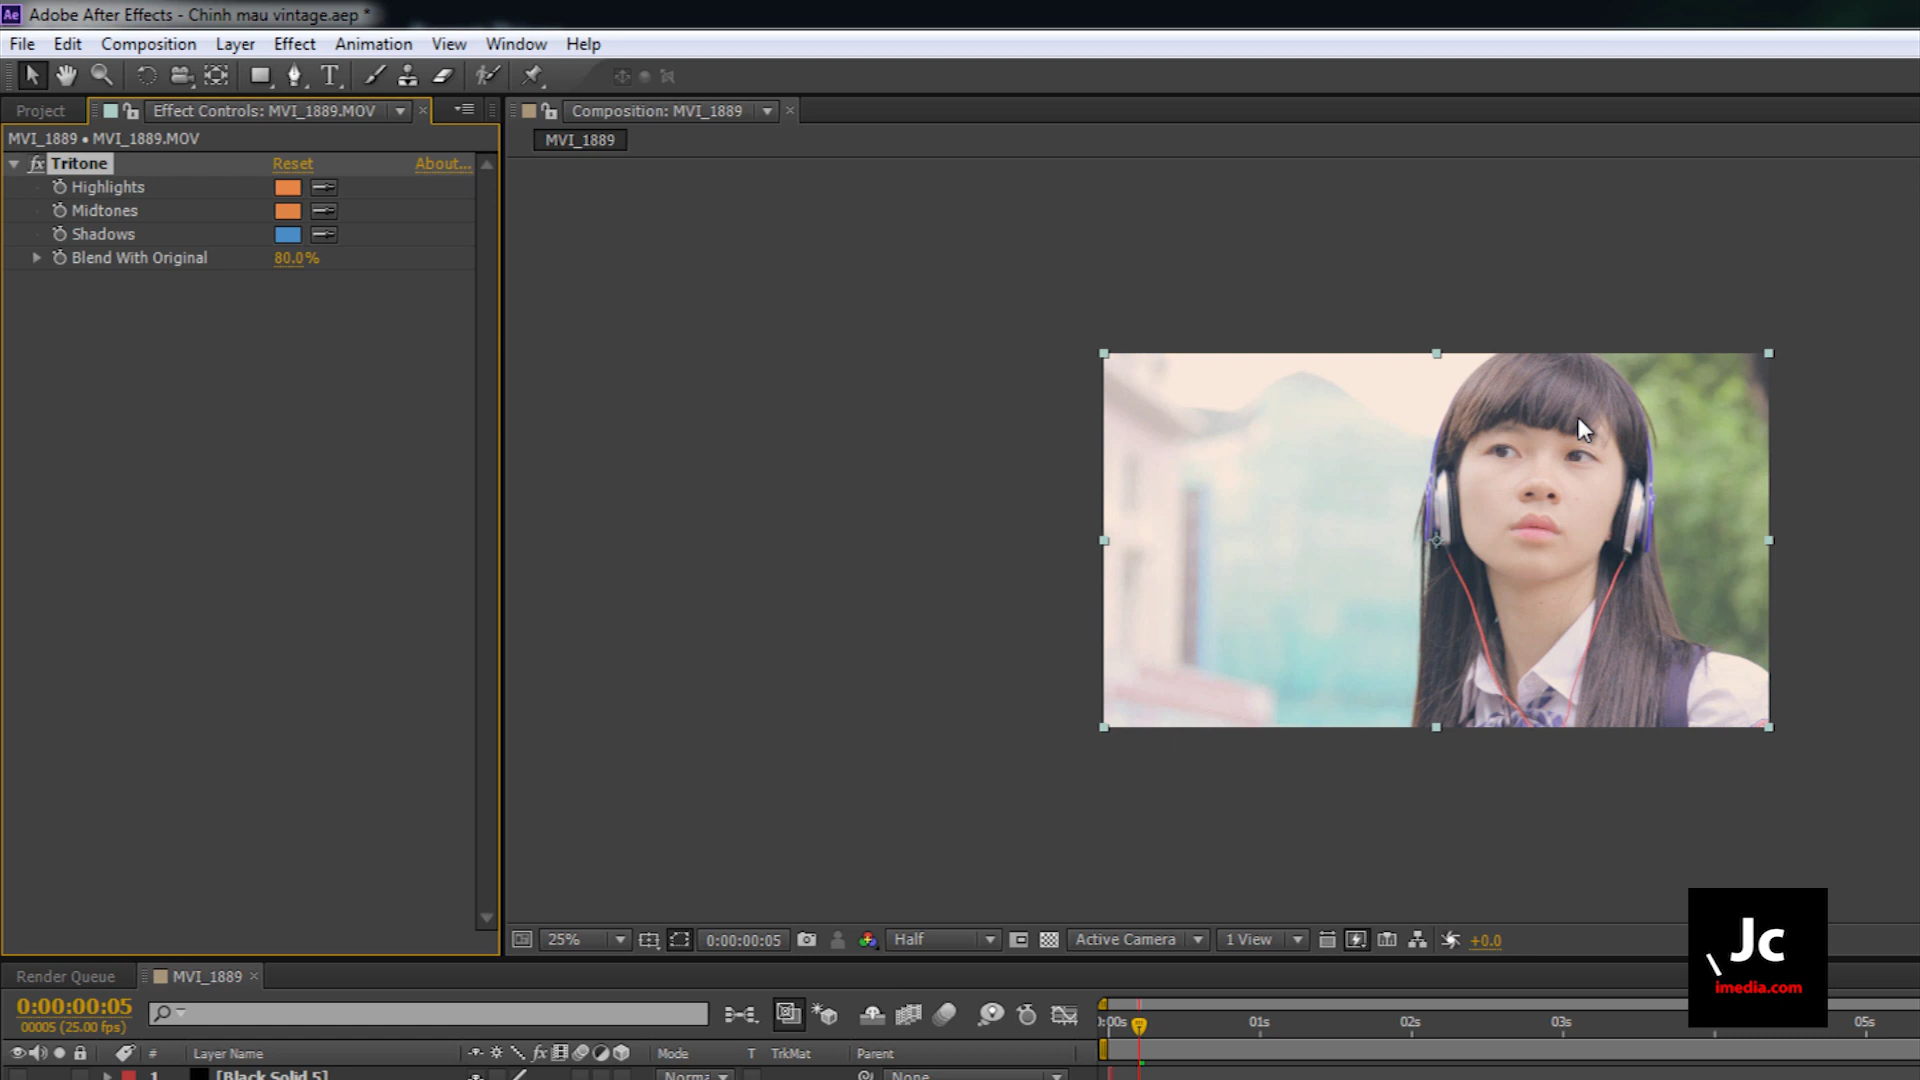 Ae Adobe After Effects - Chinh mau vintage.aep *
File Edit Composition Layer Effect Animation View Window Help
Project Effect Controls: MVI_1889.MOV Composition: MVI_1889
MVI_1889 • MVI_1889.MOV
MVI_1889
fx Tritone Reset About...
Highlights
Midtones
Shadows
Blend With Original 80.0%
25% 0:00:00:05 Half Active Camera 1 View +0.0
Jc
imedia.com
Render Queue MVI_1889
0:00:00:05
00005 (25.00 fps)
0:00s 01s 02s 03s 05s
# Layer Name fx Mode T TrkMat Parent
1 [Black Solid 5] Norma None